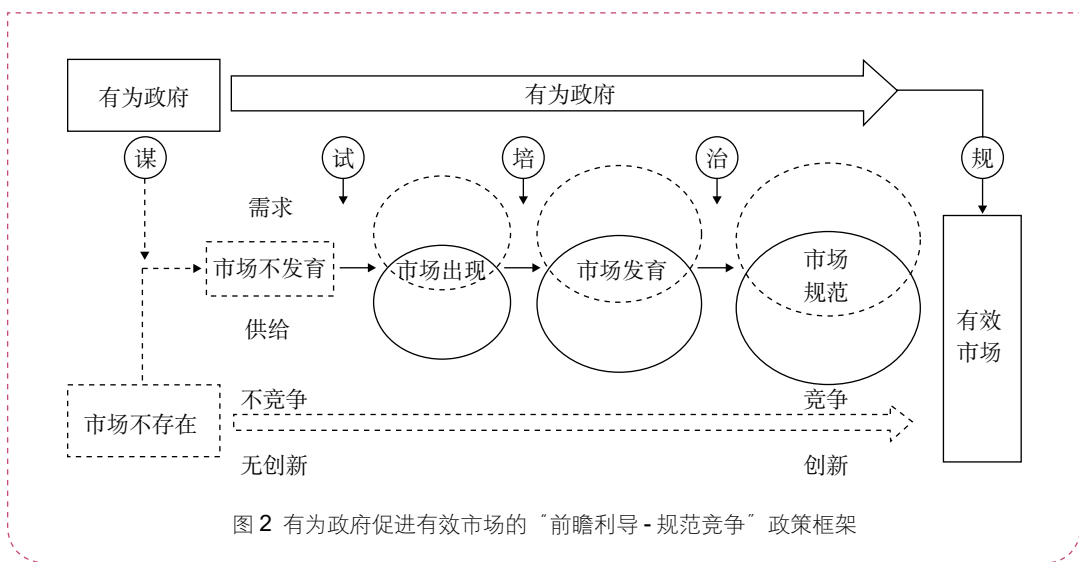 有为政府
有为政府
谋
试
培
治
规
需求
市场不发育
市场出现
市场发育
市场
规范
供给
有效
市场
不竞争
竞争
市场不存在
无创新
创新
图 2 有为政府促进有效市场的“前瞻利导 - 规范竞争”政策框架